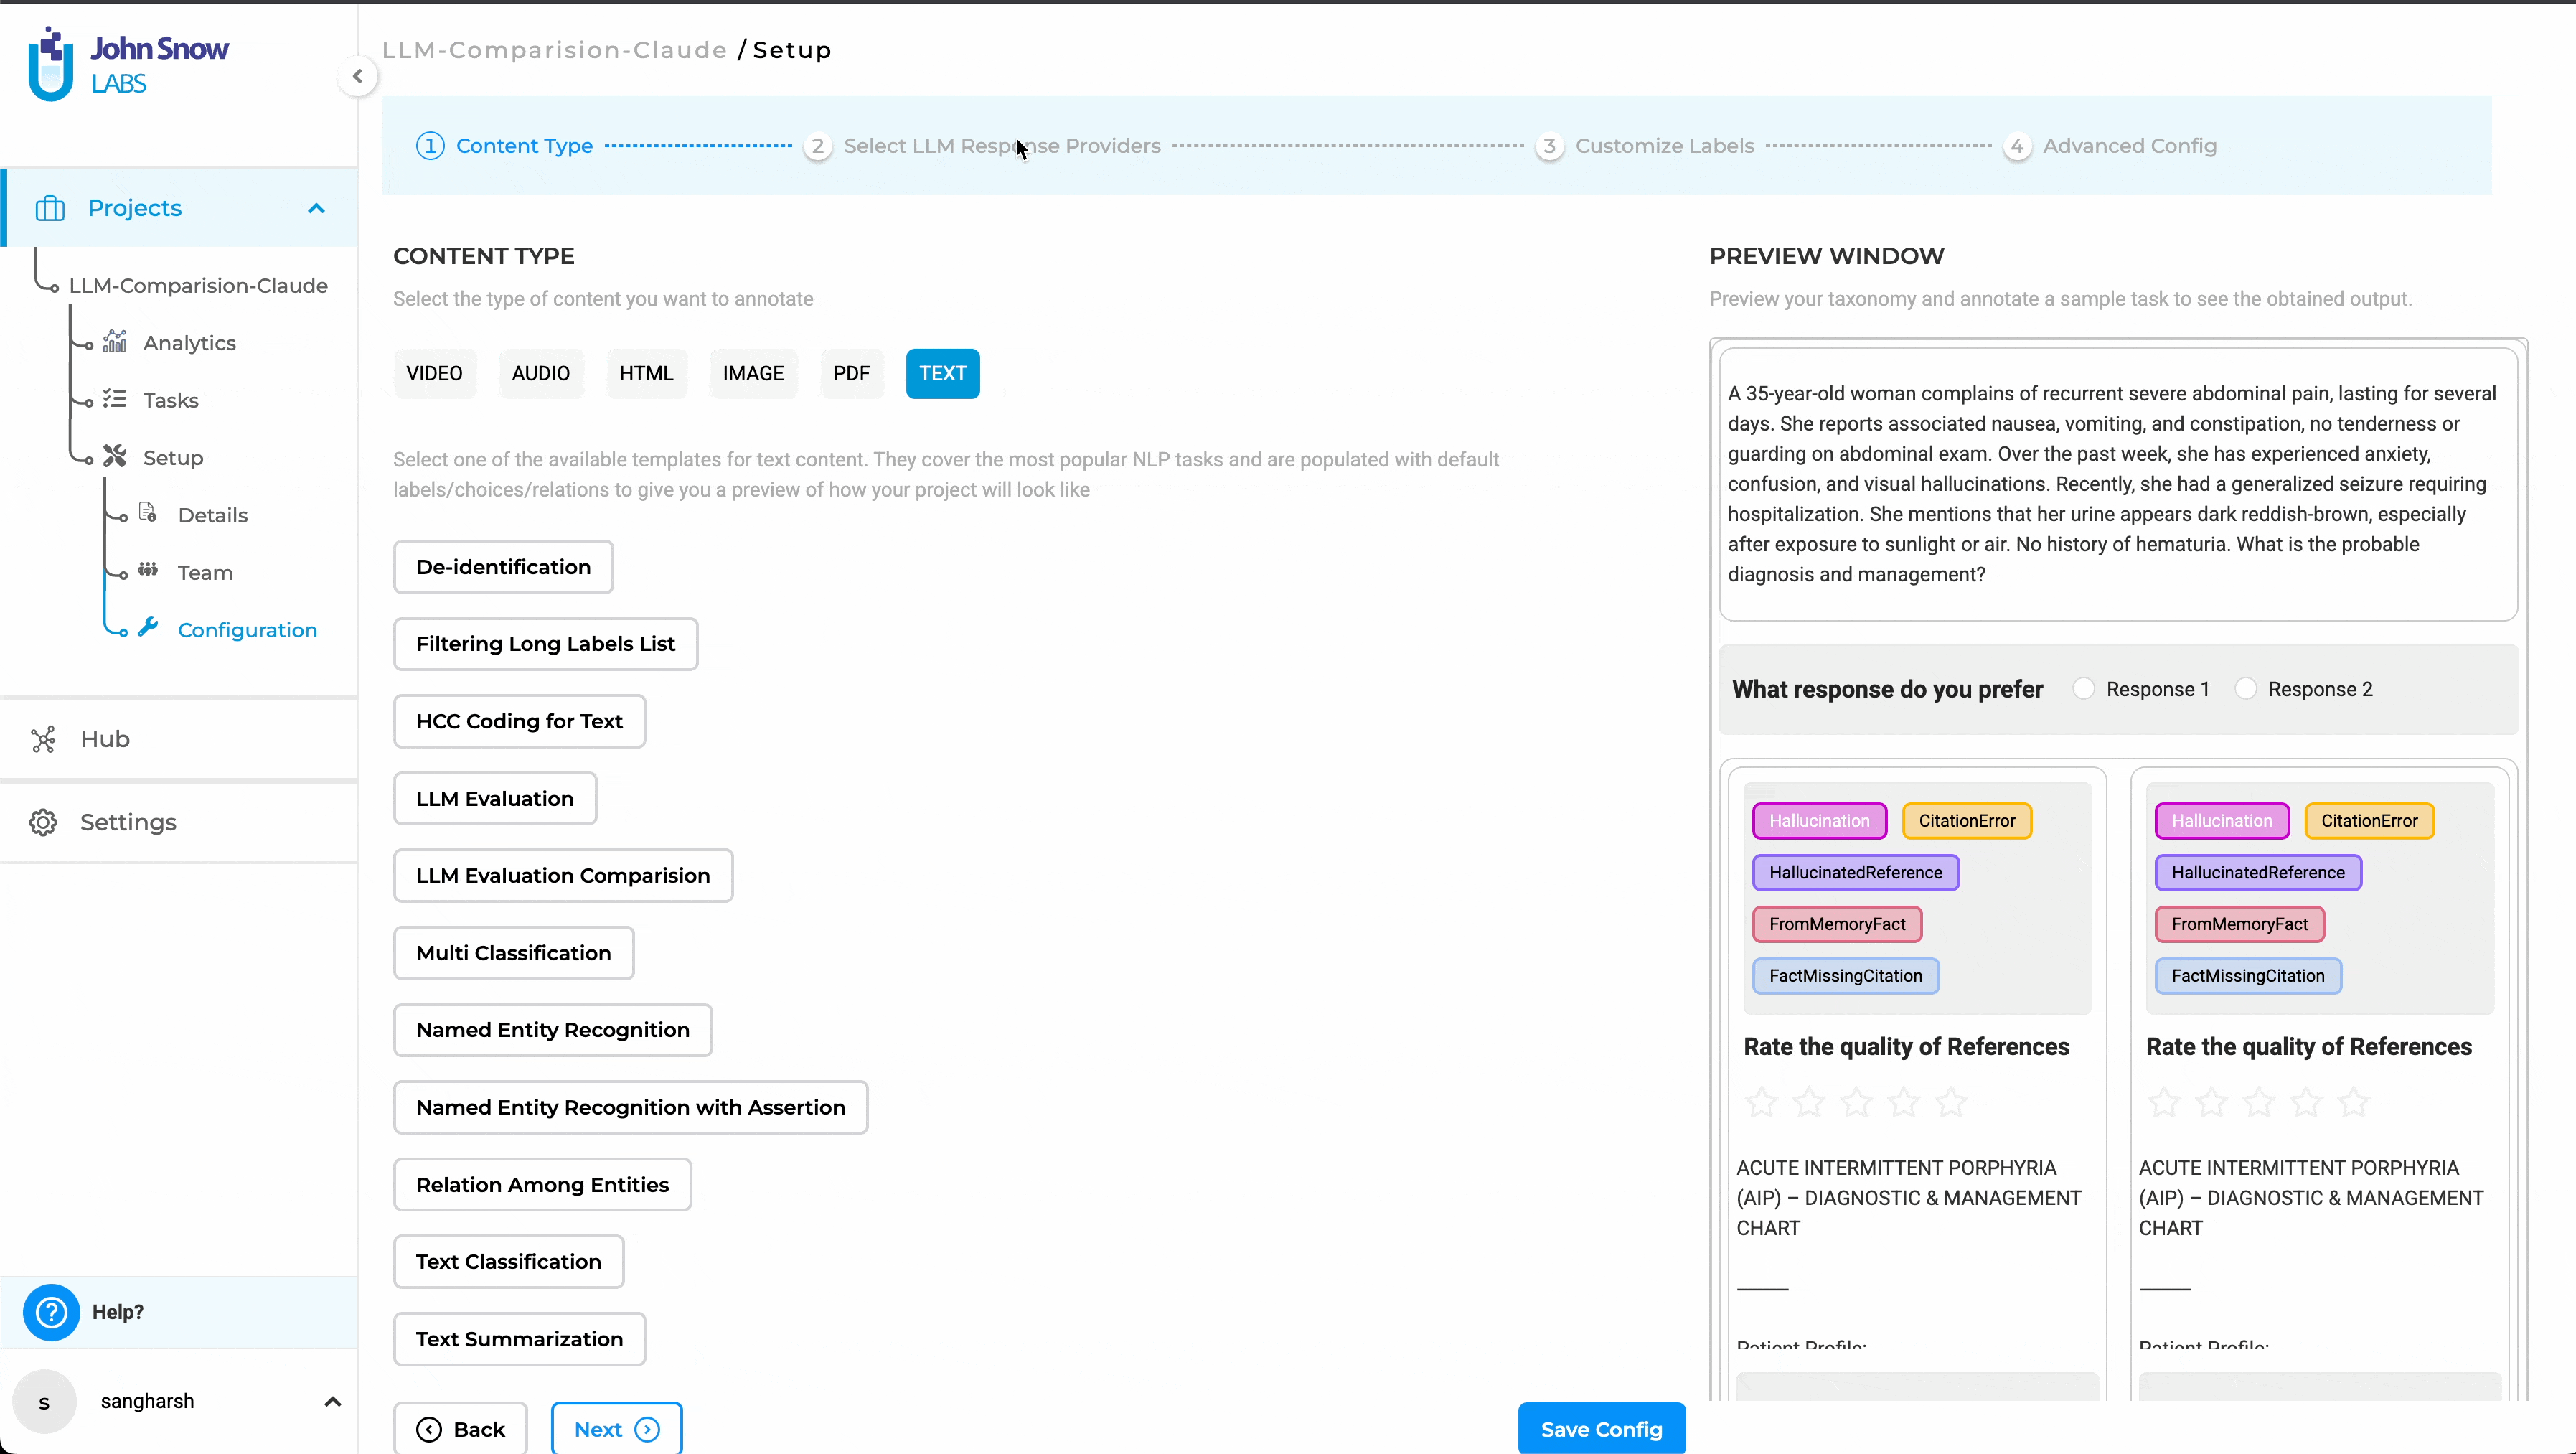 John Snow
LABS
LLM-Comparision-Claude / Setup
1 Content Type
2 Select LLM Response Providers
3 Customize Labels
4 Advanced Config
Projects
LLM-Comparision-Claude
Analytics
Tasks
Setup
Details
Team
Configuration
Hub
Settings
Help?
s
sangharsh
CONTENT TYPE
Select the type of content you want to annotate
VIDEO
AUDIO
HTML
IMAGE
PDF
TEXT
Select one of the available templates for text content. They cover the most popular NLP tasks and are populated with default
labels/choices/relations to give you a preview of how your project will look like
De-identification
Filtering Long Labels List
HCC Coding for Text
LLM Evaluation
LLM Evaluation Comparision
Multi Classification
Named Entity Recognition
Named Entity Recognition with Assertion
Relation Among Entities
Text Classification
Text Summarization
Back
Next
Save Config
PREVIEW WINDOW
Preview your taxonomy and annotate a sample task to see the obtained output.
A 35-year-old woman complains of recurrent severe abdominal pain, lasting for several
days. She reports associated nausea, vomiting, and constipation, no tenderness or
guarding on abdominal exam. Over the past week, she has experienced anxiety,
confusion, and visual hallucinations. Recently, she had a generalized seizure requiring
hospitalization. She mentions that her urine appears dark reddish-brown, especially
after exposure to sunlight or air. No history of hematuria. What is the probable
diagnosis and management?
What response do you prefer
Response 1
Response 2
Hallucination
CitationError
HallucinatedReference
FromMemoryFact
FactMissingCitation
Rate the quality of References
ACUTE INTERMITTENT PORPHYRIA
(AIP) – DIAGNOSTIC & MANAGEMENT
CHART
Patient Profile:
Hallucination
CitationError
HallucinatedReference
FromMemoryFact
FactMissingCitation
Rate the quality of References
ACUTE INTERMITTENT PORPHYRIA
(AIP) – DIAGNOSTIC & MANAGEMENT
CHART
Patient Profile: